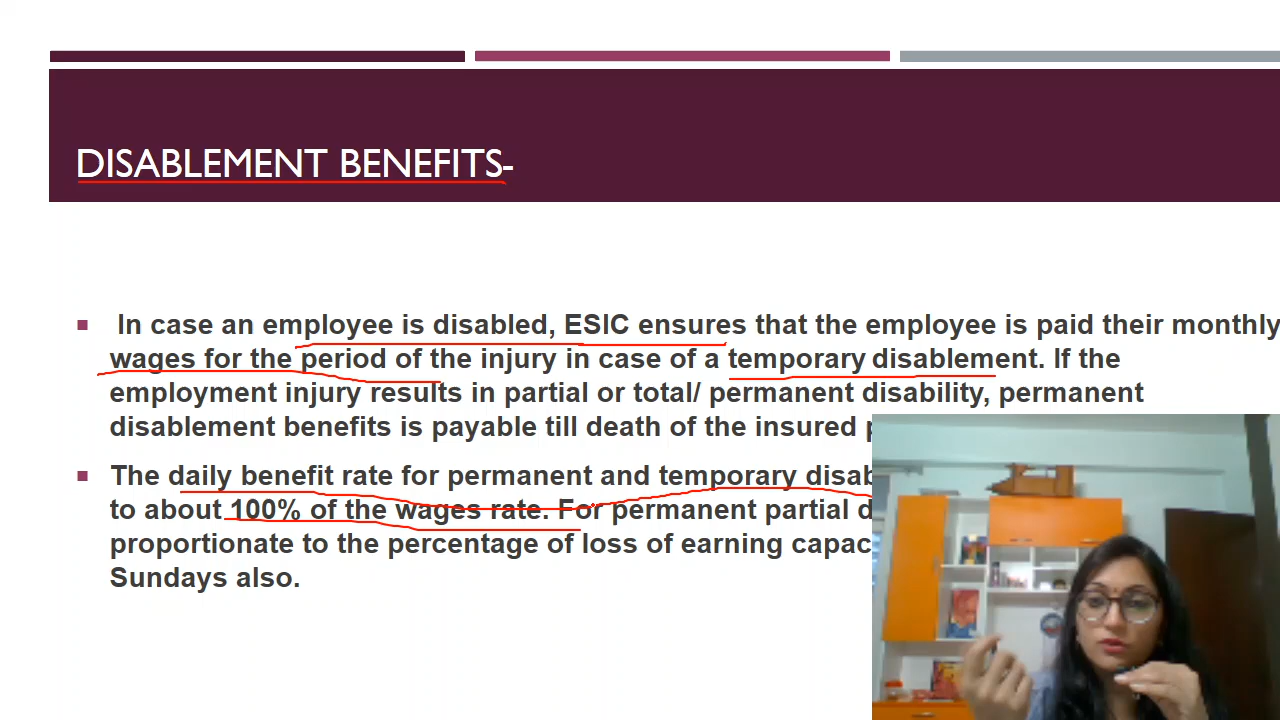 DISABLEMENT BENEFITS-
In case an employee is disabled, ESIC ensures that the employee is paid their monthly
wages for the period of the injury in case of a temporary disablement. If the
employment injury results in partial or total/ permanent disability, permanent
disablement benefits is payable till death of the insured
The daily benefit rate for permanent and temporary
to about 100% of the wages rate. For permanent partial
proportionate to the percentage of loss of earning
Sundays also.